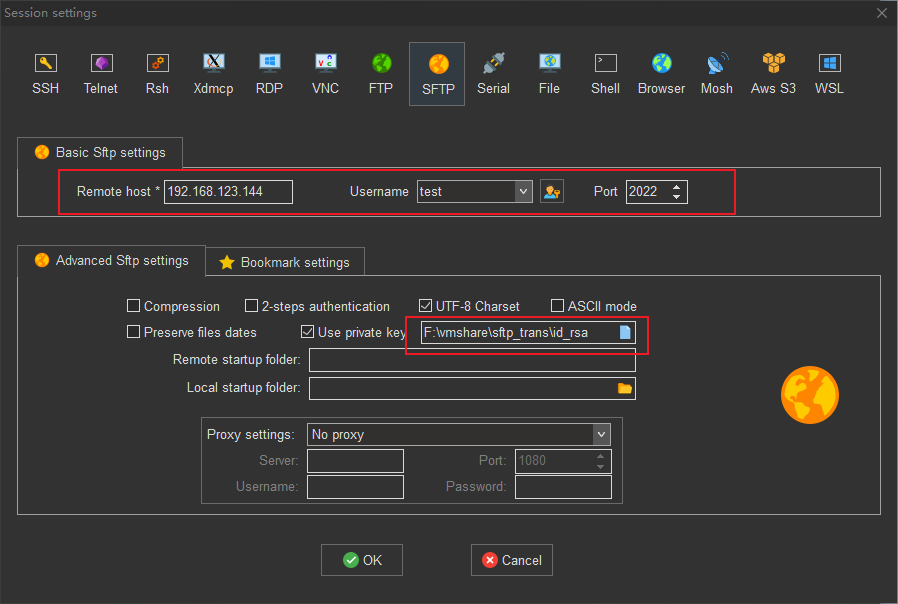 Session settings
SSH Telnet Rsh Xdmcp RDP VNC FTP SFTP Serial File Shell Browser Mosh Aws S3 WSL
Basic Sftp settings
Remote host * 192.168.123.144 Username test Port 2022
Advanced Sftp settings Bookmark settings
Compression 2-steps authentication UTF-8 Charset ASCII mode
Preserve files dates Use private key F:\vmshare\sftp_trans\id_rsa
Remote startup folder:
Local startup folder:
Proxy settings: No proxy
Server: Port: 1080
Username: Password:
OK Cancel